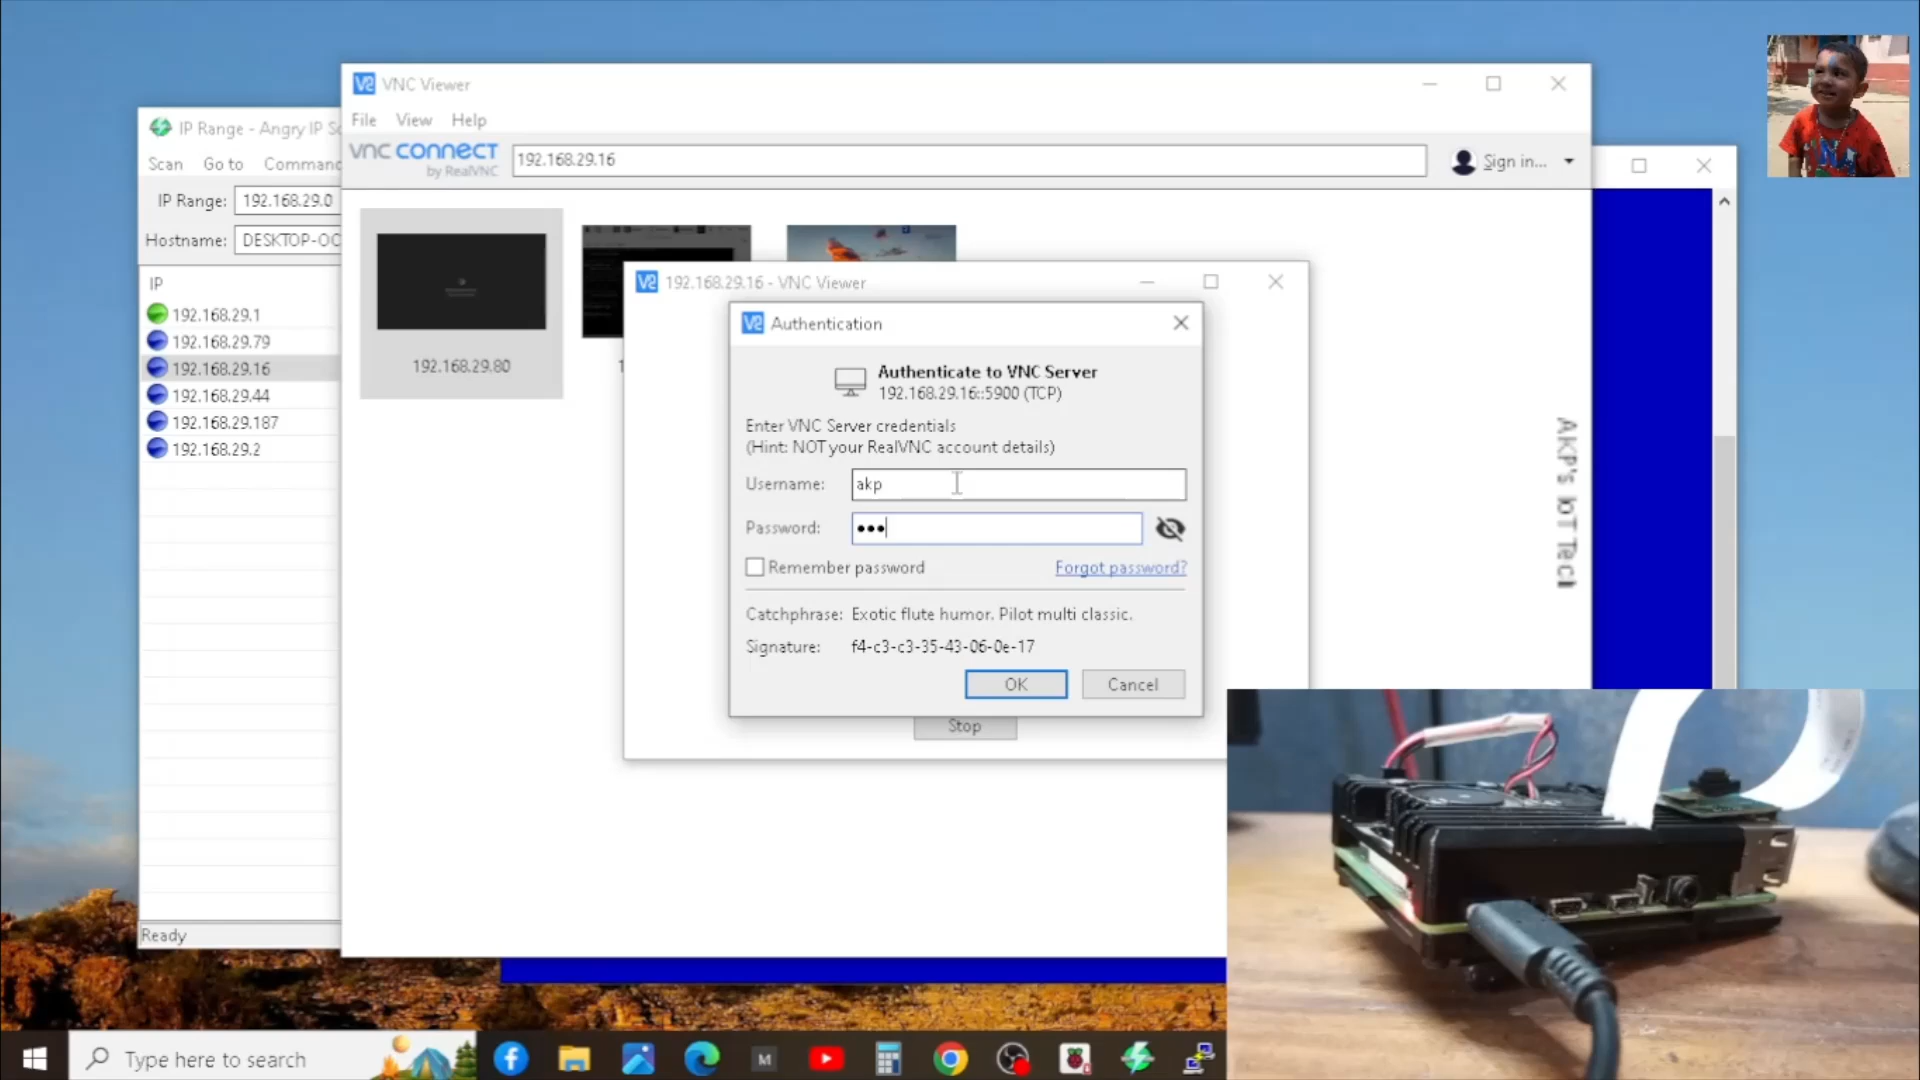 VNC Viewer
File View Help
vnc connect
by RealVNC
192.168.29.16
Sign in...
IP Range - Angry IP Sc
Scan Go to Comman
IP Range: 192.168.29.0
Hostname: DESKTOP-OC
IP
192.168.29.1
192.168.29.79
192.168.29.16
192.168.29.44
192.168.29.187
192.168.29.2
Ready
192.168.29.80
192.168.29.16 - VNC Viewer
Authentication
Authenticate to VNC Server
192.168.29.16::5900 (TCP)
Enter VNC Server credentials
(Hint: NOT your RealVNC account details)
Username: akp
Password: •••
Remember password Forgot password?
Catchphrase: Exotic flute humor. Pilot multi classic.
Signature: f4-c3-c3-35-43-06-0e-17
OK Cancel
Stop
AKP's IoT Tecl
Type here to search